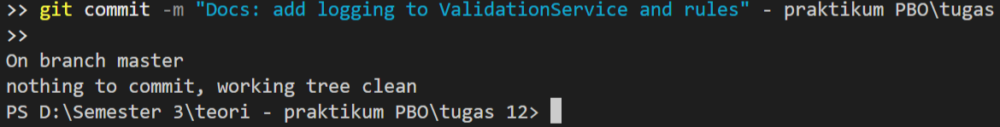 >> git commit -m "Docs: add logging to ValidationService and rules" - praktikum PBO\tugas
>>
On branch master
nothing to commit, working tree clean
PS D:\Semester 3\teori - praktikum PBO\tugas 12>